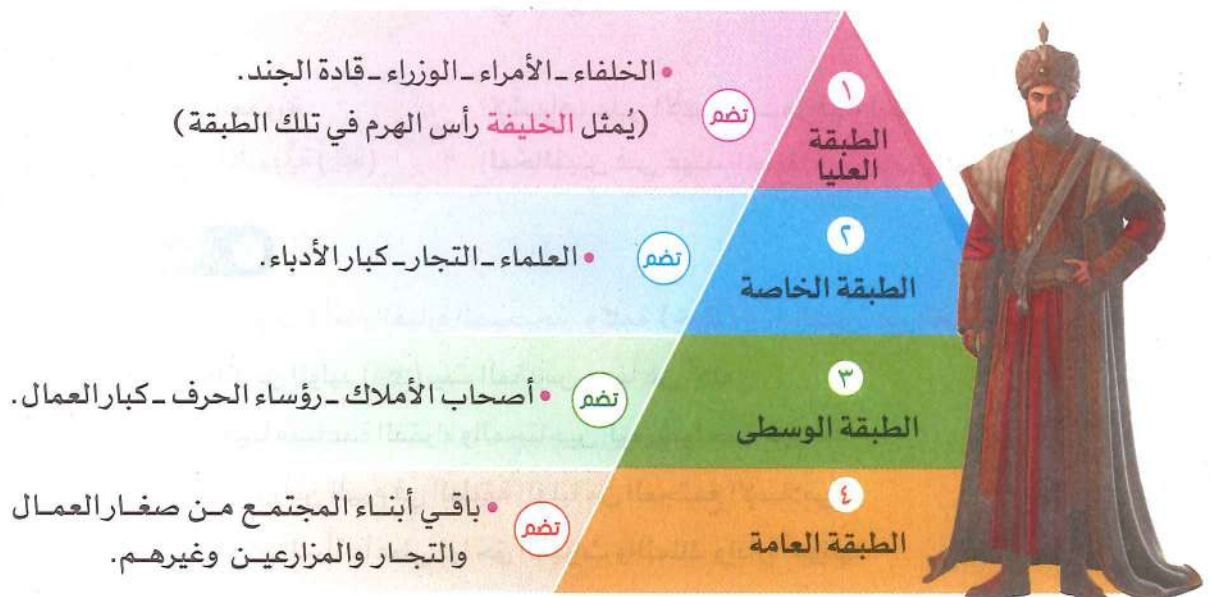 ١
الطبقة
العليا
تضم
• الخلفاء ـ الأمراء ـ الوزراء ـ قادة الجند.
(يُمثل الخليفة رأس الهرم في تلك الطبقة)
٢
الطبقة الخاصة
تضم
• العلماء ـ التجار ـ كبار الأدباء.
٣
الطبقة الوسطى
تضم
• أصحاب الأملاك ـ رؤساء الحرف ـ كبار العمال.
٤
الطبقة العامة
تضم
• باقي أبناء المجتمع من صغار العمال
والتجار والمزارعين وغيرهم.